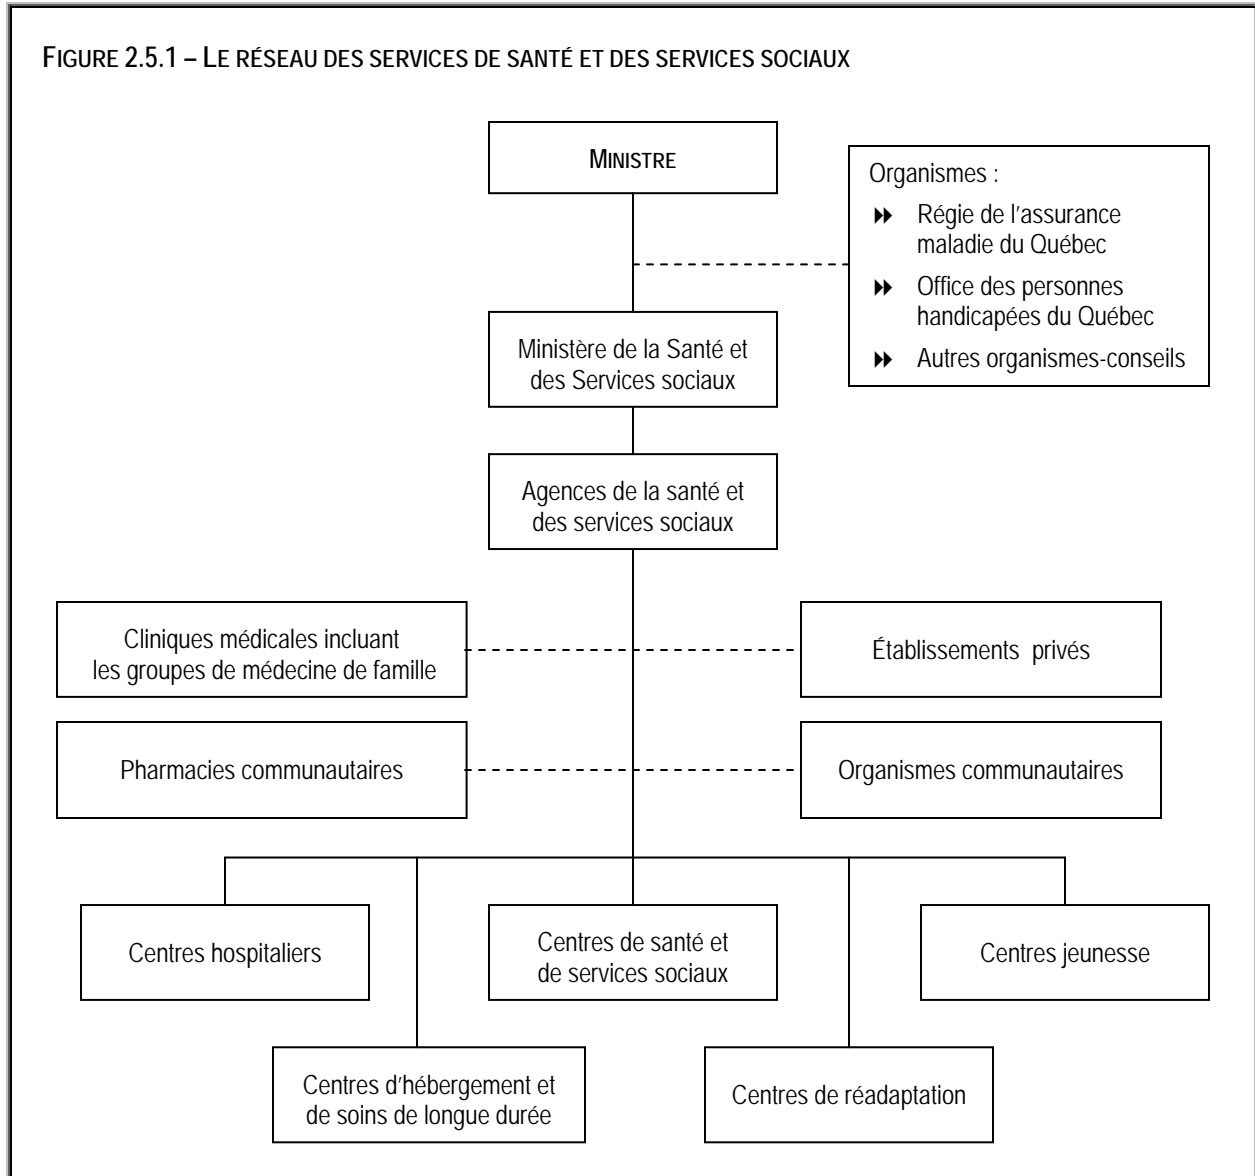 FIGURE 2.5.1 – LE RÉSEAU DES SERVICES DE SANTÉ ET DES SERVICES SOCIAUX
MINISTRE
Organismes :
Régie de l'assurance
maladie du Québec
Office des personnes
handicapées du Québec
Autres organismes-conseils
Ministère de la Santé et
des Services sociaux
Agences de la santé et
des services sociaux
Cliniques médicales incluant
les groupes de médecine de famille
Établissements privés
Pharmacies communautaires
Organismes communautaires
Centres hospitaliers
Centres de santé et
de services sociaux
Centres jeunesse
Centres d'hébergement et
de soins de longue durée
Centres de réadaptation